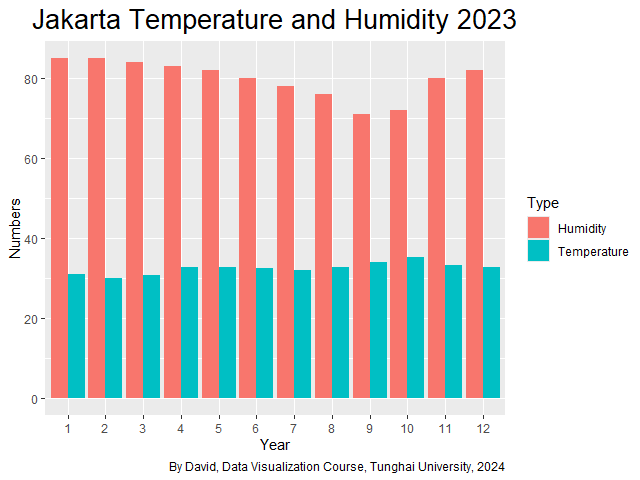 Jakarta Temperature and Humidity 2023
Numbers
80
60
40
20
0
1 2 3 4 5 6 7 8 9 10 11 12
Year
Type
Humidity
Temperature
By David, Data Visualization Course, Tunghai University, 2024